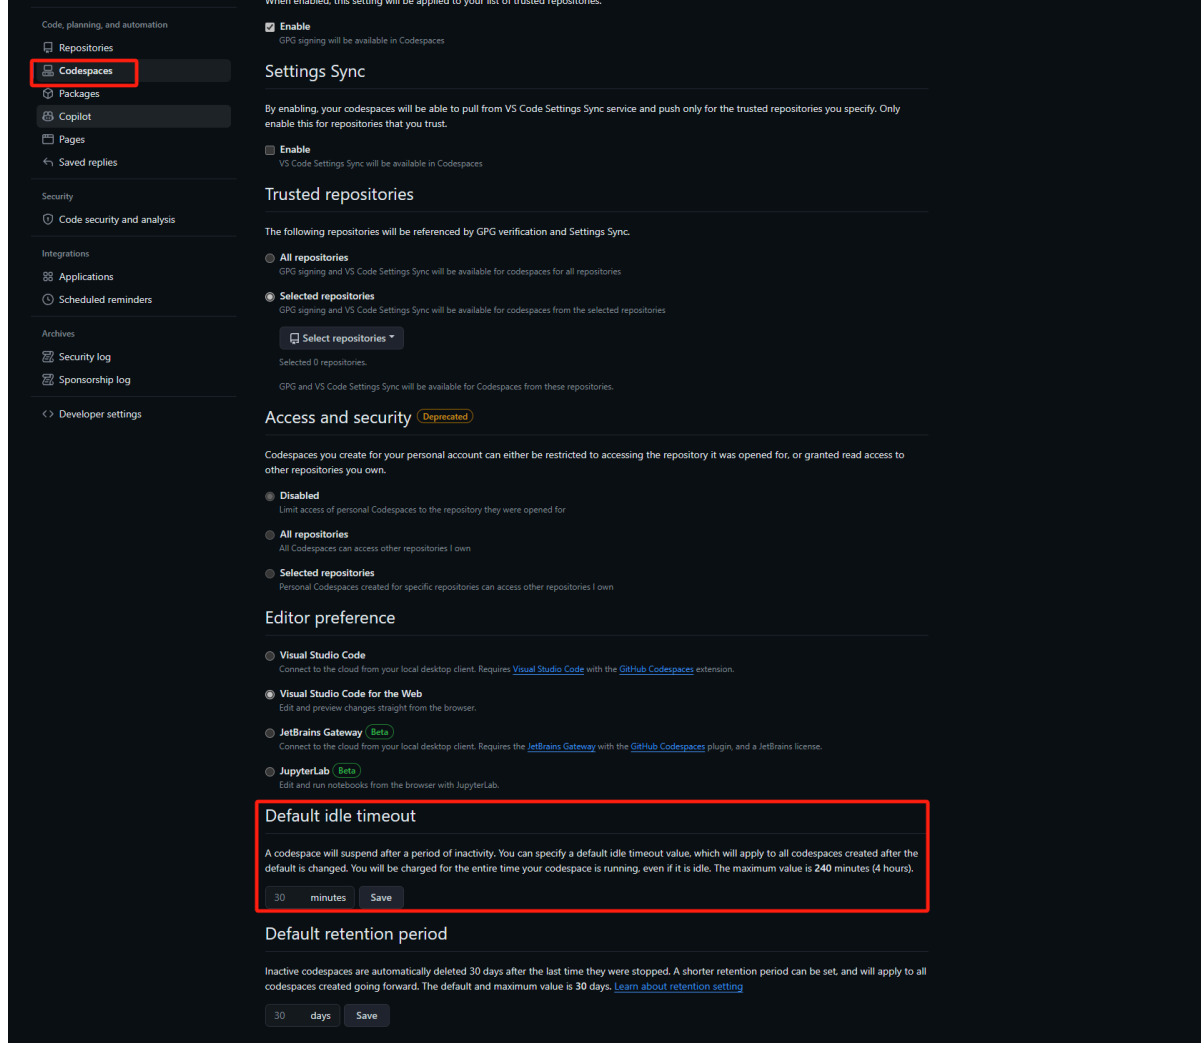 When enabled, this setting will be applied to your list of trusted repositories.
Code, planning, and automation
Repositories
Codespaces
Packages
Copilot
Pages
Saved replies
Security
Code security and analysis
Integrations
Applications
Scheduled reminders
Archives
Security log
Sponsorship log
Developer settings
Enable
GPG signing will be available in Codespaces
Settings Sync
By enabling, your codespaces will be able to pull from VS Code Settings Sync service and push only for the trusted repositories you specify. Only
enable this for repositories that you trust.
Enable
VS Code Settings Sync will be available in Codespaces
Trusted repositories
The following repositories will be referenced by GPG verification and Settings Sync.
All repositories
GPG signing and VS Code Settings Sync will be available for codespaces for all repositories
Selected repositories
GPG signing and VS Code Settings Sync will be available for codespaces from the selected repositories
Select repositories
Selected 0 repositories.
GPG and VS Code Settings Sync will be available for Codespaces from these repositories.
Access and security Deprecated
Codespaces you create for your personal account can either be restricted to accessing the repository it was opened for, or granted read access to
other repositories you own.
Disabled
Limit access of personal Codespaces to the repository they were opened for
All repositories
All Codespaces can access other repositories I own
Selected repositories
Personal Codespaces created for specific repositories can access other repositories I own
Editor preference
Visual Studio Code
Connect to the cloud from your local desktop client. Requires Visual Studio Code with the GitHub Codespaces extension.
Visual Studio Code for the Web
Edit and preview changes straight from the browser.
JetBrains Gateway Beta
Connect to the cloud from your local desktop client. Requires the JetBrains Gateway with the GitHub Codespaces plugin, and a JetBrains license.
JupyterLab Beta
Edit and run notebooks from the browser with JupyterLab.
Default idle timeout
A codespace will suspend after a period of inactivity. You can specify a default idle timeout value, which will apply to all codespaces created after the
default is changed. You will be charged for the entire time your codespace is running, even if it is idle. The maximum value is 240 minutes (4 hours).
30 minutes Save
Default retention period
Inactive codespaces are automatically deleted 30 days after the last time they were stopped. A shorter retention period can be set, and will apply to all
codespaces created going forward. The default and maximum value is 30 days. Learn about retention setting
30 days Save